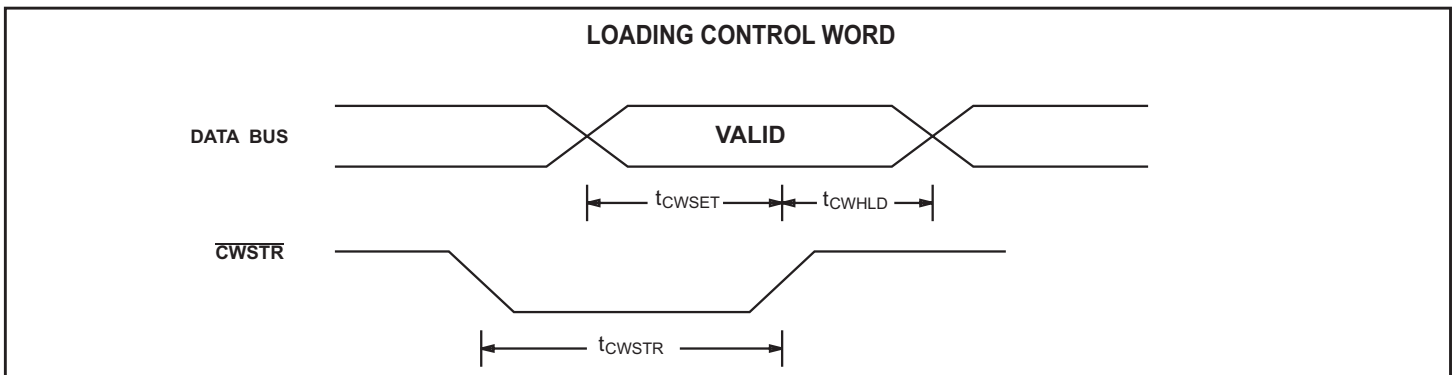 LOADING CONTROL WORD
DATA BUS
VALID
tCWSET
tCWHLD
CWSTR
tCWSTR